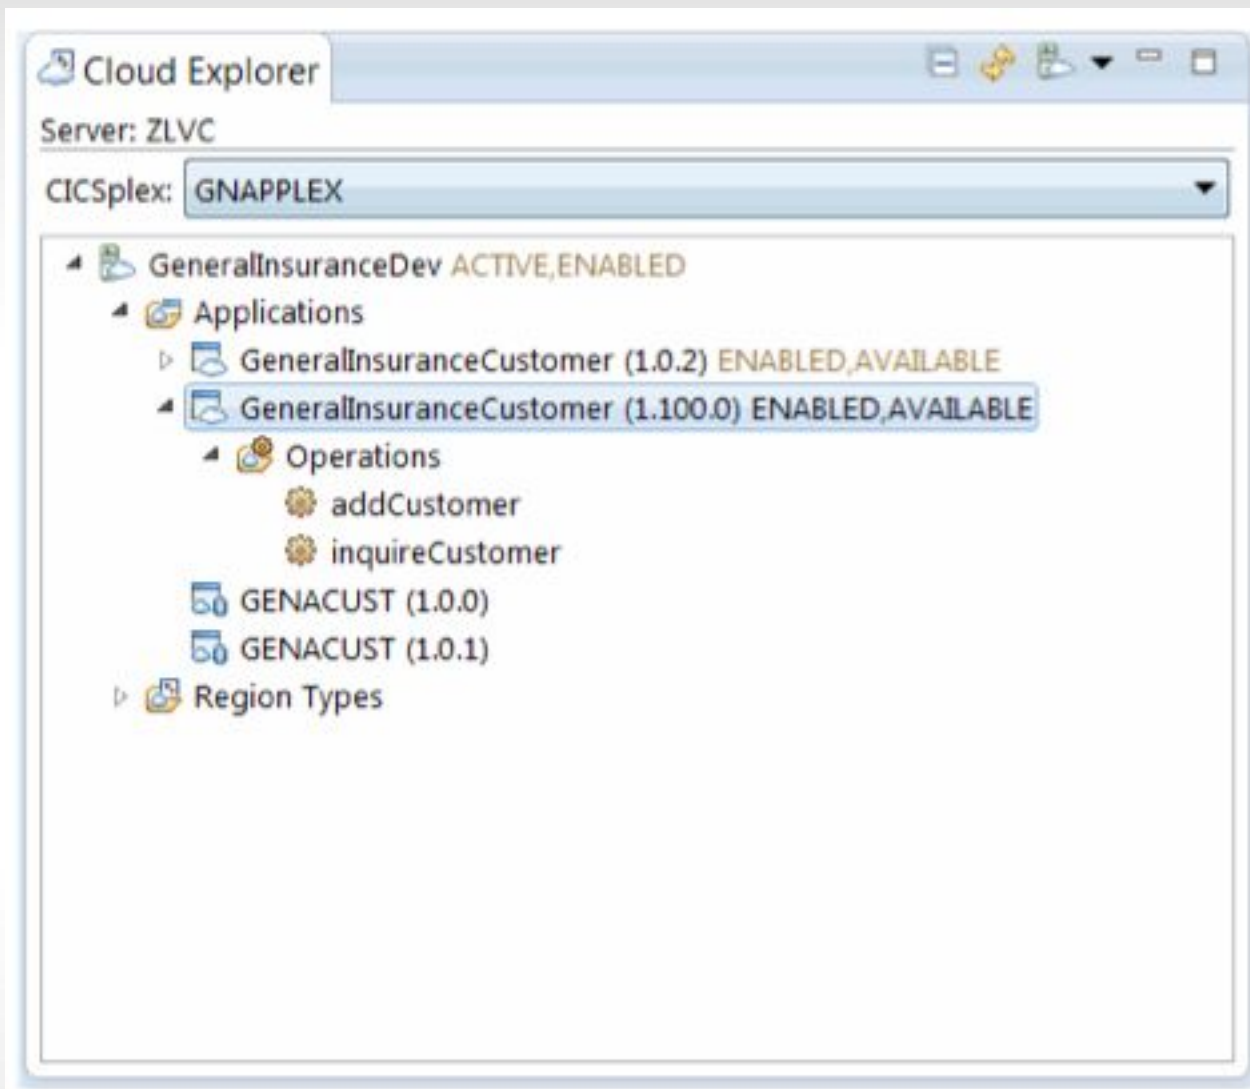 Cloud Explorer
Server: ZLVC
CICSplex: GNAPPLEX
GeneralInsuranceDev ACTIVE,ENABLED
Applications
GeneralInsuranceCustomer (1.0.2) ENABLED,AVAILABLE
GeneralInsuranceCustomer (1.100.0) ENABLED,AVAILABLE
Operations
addCustomer
inquireCustomer
GENACUST (1.0.0)
GENACUST (1.0.1)
Region Types